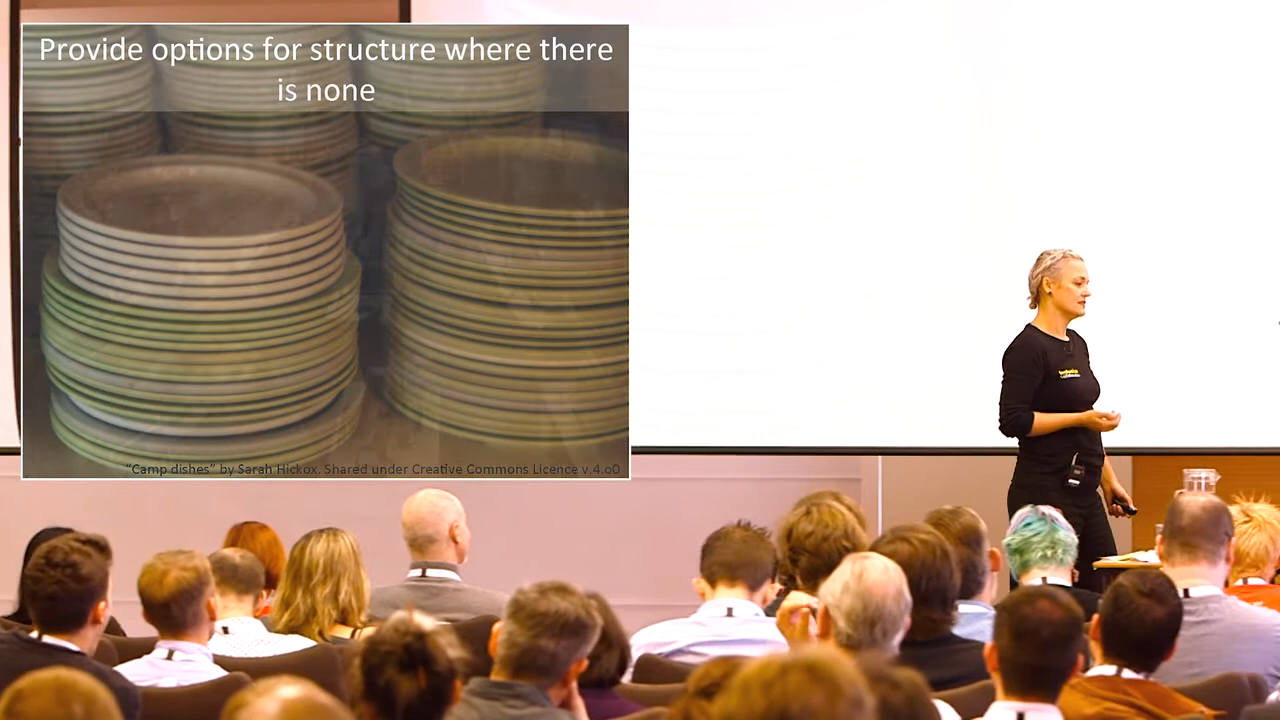 Provide options for structure where there
is none
“Camp dishes” by Sarah Hickox. Shared under Creative Commons Licence v.4.o0